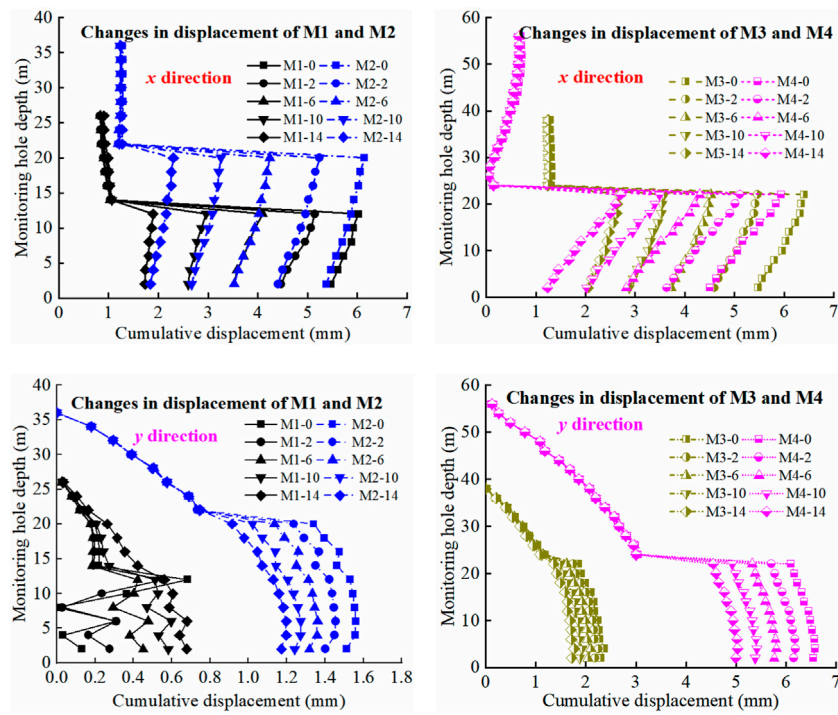 Changes in displacement of M1 and M2
x direction
M1-0 M2-0
M1-2 M2-2
M1-6 M2-6
M1-10 M2-10
M1-14 M2-14
Monitoring hole depth (m)
40
35
30
25
20
15
10
5
0
0 1 2 3 4 5 6 7
Cumulative displacement (mm)
Changes in displacement of M3 and M4
x direction
M3-0 M4-0
M3-2 M4-2
M3-6 M4-6
M3-10 M4-10
M3-14 M4-14
Monitoring hole depth (m)
60
50
40
30
20
10
0
0 1 2 3 4 5 6 7
Cumulative displacement (mm)
Changes in displacement of M1 and M2
y direction
M1-0 M2-0
M1-2 M2-2
M1-6 M2-6
M1-10 M2-10
M1-14 M2-14
Monitoring hole depth (m)
40
35
30
25
20
15
10
5
0
0.0 0.2 0.4 0.6 0.8 1.0 1.2 1.4 1.6 1.8
Cumulative displacement (mm)
Changes in displacement of M3 and M4
y direction
M3-0 M4-0
M3-2 M4-2
M3-6 M4-6
M3-10 M4-10
M3-14 M4-14
Monitoring hole depth (m)
60
50
40
30
20
10
0
0 1 2 3 4 5 6 7
Cumulative displacement (mm)